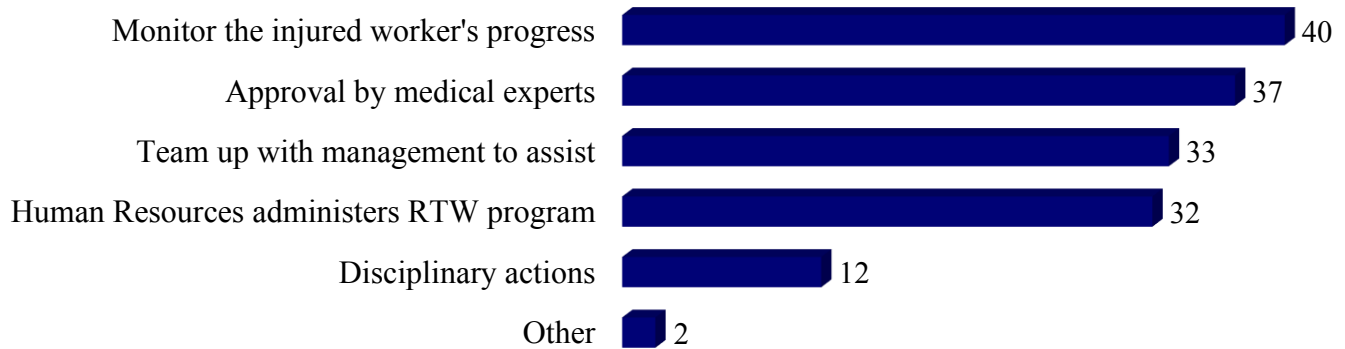 Monitor the injured worker's progress 40
Approval by medical experts 37
Team up with management to assist 33
Human Resources administers RTW program 32
Disciplinary actions 12
Other 2